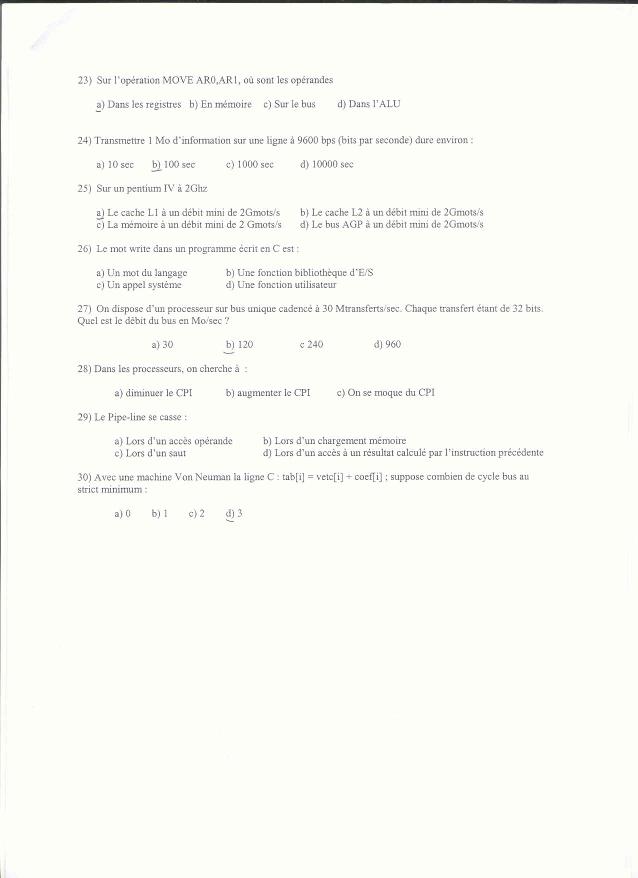 23) Sur l'opération MOVE AR0,AR1, où sont les opérandes
a) Dans les registres b) En mémoire c) Sur le bus d) Dans l'ALU
24) Transmettre 1 Mo d'information sur une ligne à 9600 bps (bits par seconde) dure environ :
a) 10 sec b) 100 sec c) 1000 sec d) 10000 sec
25) Sur un pentium IV à 2Ghz
a) Le cache L1 à un débit mini de 2Gmots/s b) Le cache L2 à un débit mini de 2Gmots/s
c) La mémoire à un débit mini de 2 Gmots/s d) Le bus AGP à un débit mini de 2Gmots/s
26) Le mot write dans un programme écrit en C est :
a) Un mot du langage b) Une fonction bibliothèque d'E/S
c) Un appel système d) Une fonction utilisateur
27) On dispose d'un processeur sur bus unique cadencé à 30 Mtransferts/sec. Chaque transfert étant de 32 bits.
Quel est le débit du bus en Mo/sec ?
a) 30 b) 120 c 240 d) 960
28) Dans les processeurs, on cherche à :
a) diminuer le CPI b) augmenter le CPI c) On se moque du CPI
29) Le Pipe-line se casse :
a) Lors d'un accès opérande b) Lors d'un chargement mémoire
c) Lors d'un saut d) Lors d'un accès à un résultat calculé par l'instruction précédente
30) Avec une machine Von Neuman la ligne C : tab[i] = vetc[i] + coef[i] ; suppose combien de cycle bus au
strict minimum :
a) 0 b) 1 c) 2 d) 3